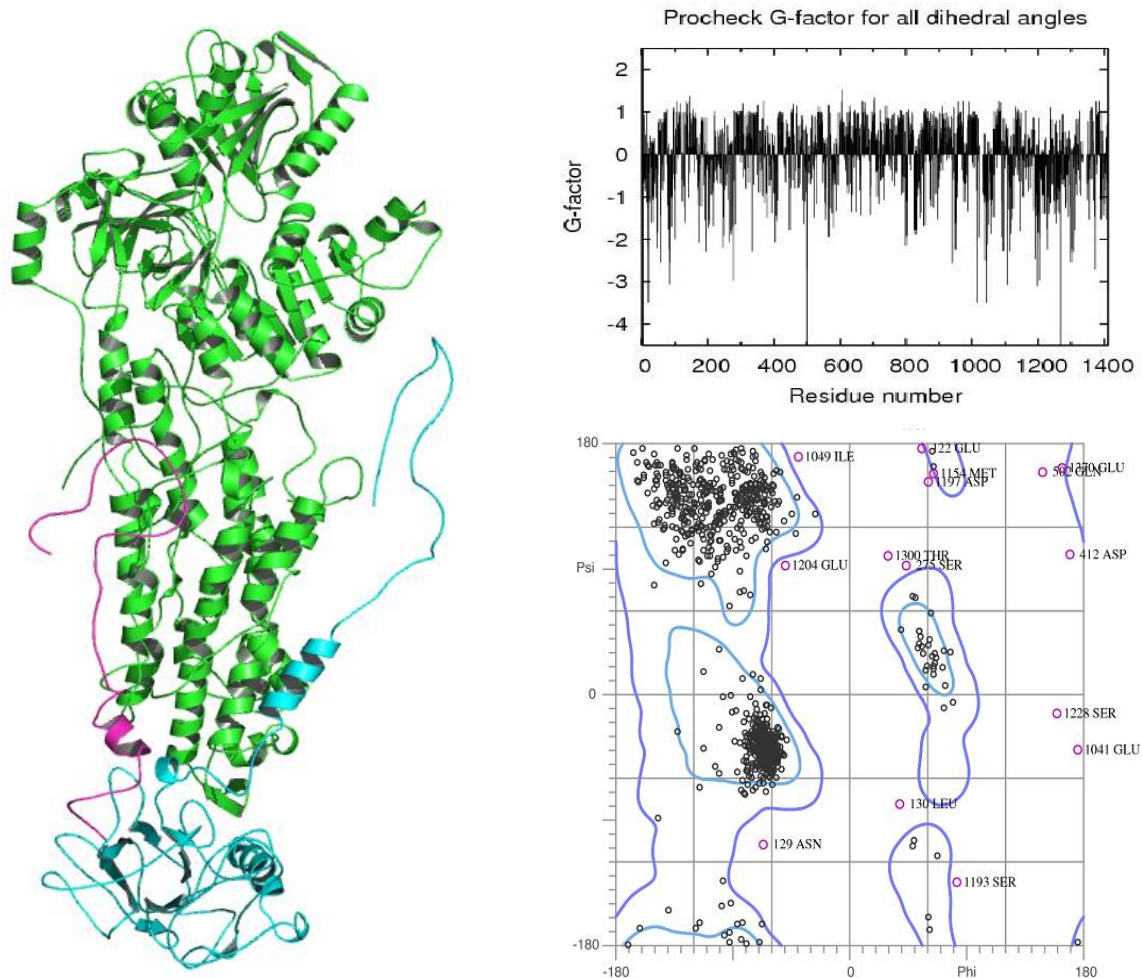 Procheck G-factor for all dihedral angles
2
1
0
-1
-2
-3
-4
G-factor
0 200 400 600 800 1000 1200 1400
Residue number
180
122 GLU
1049 ILE
1154 MET
1370 GLU
GLN
1197 ASP
1300 THR
412 ASP
Psi
1204 GLU
275 SER
0
1228 SER
1041 GLU
130 LEU
129 ASN
1193 SER
-180
-180 0 Phi 180